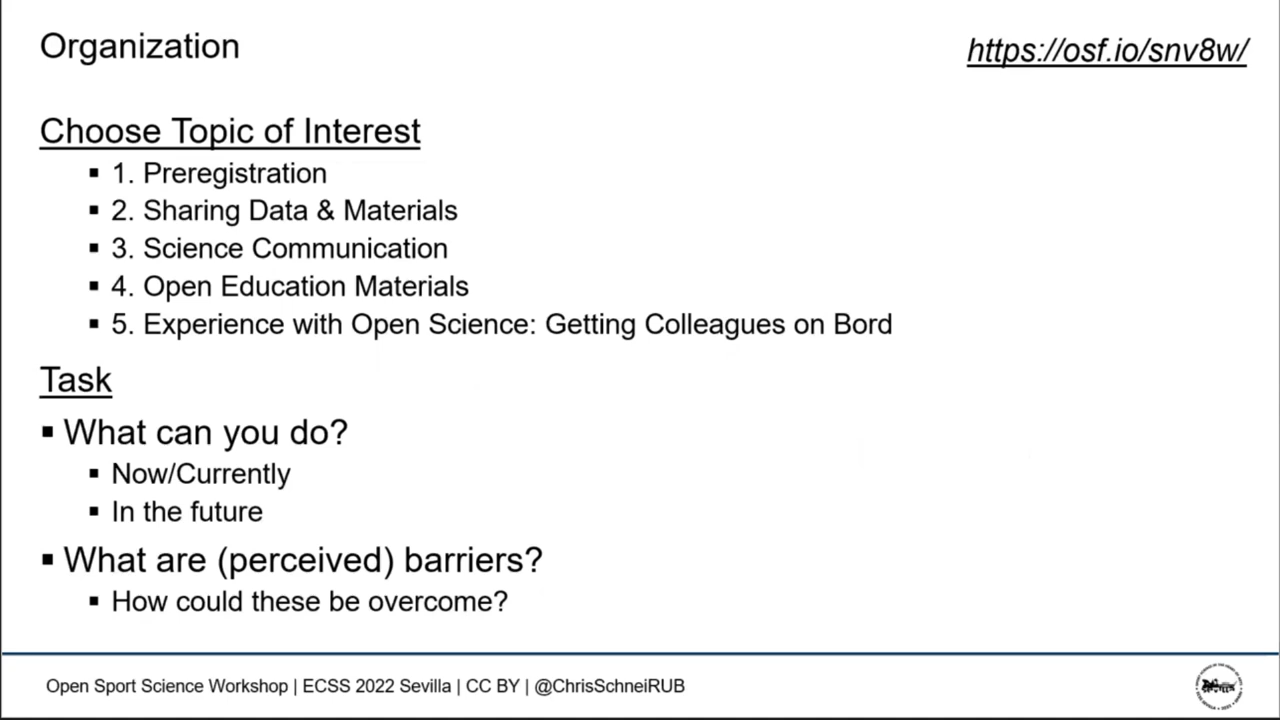 Organization
https://osf.io/snv8w/
Choose Topic of Interest
▪ 1. Preregistration
▪ 2. Sharing Data & Materials
▪ 3. Science Communication
▪ 4. Open Education Materials
▪ 5. Experience with Open Science: Getting Colleagues on Bord
Task
▪ What can you do?
▪ Now/Currently
▪ In the future
▪ What are (perceived) barriers?
▪ How could these be overcome?
Open Sport Science Workshop | ECSS 2022 Sevilla | CC BY | @ChrisSchneiRUB